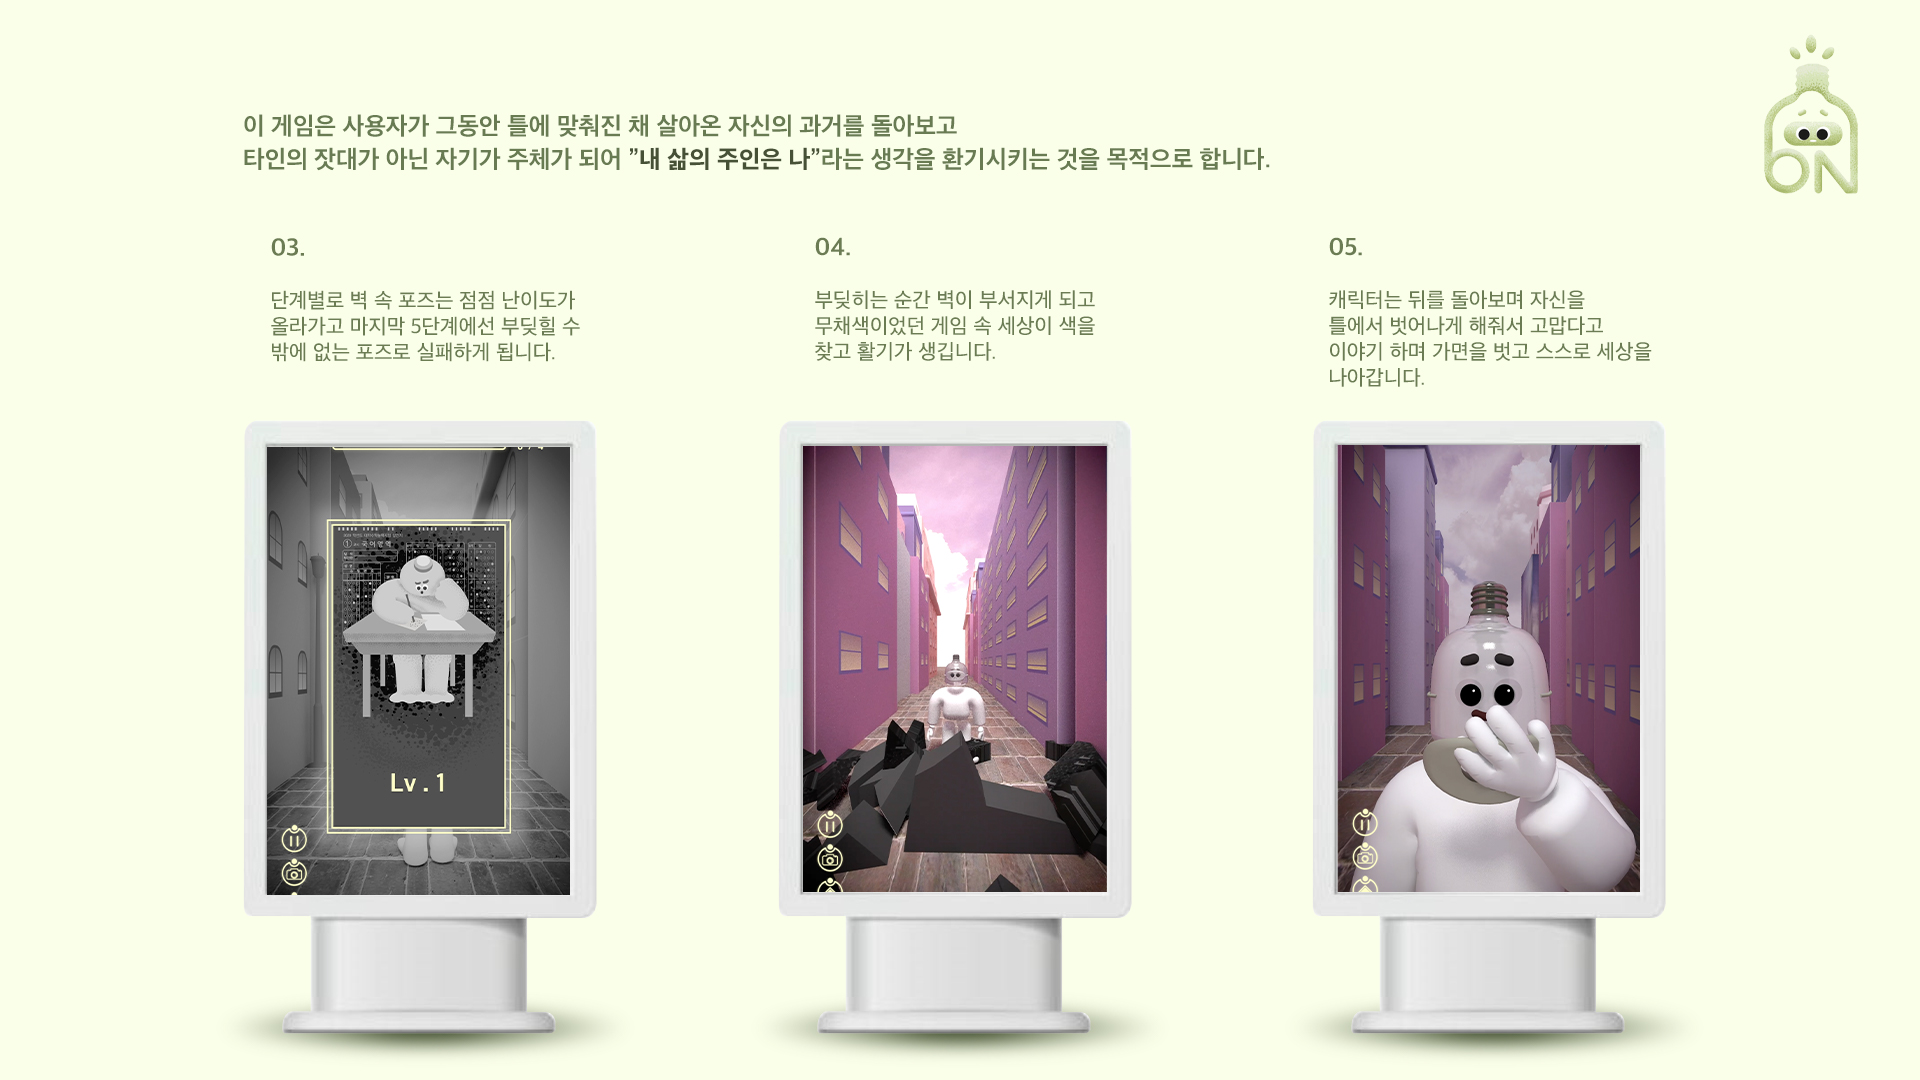 이 게임은 사용자가 그동안 틀에 맞춰진 채 살아온 자신의 과거를 돌아보고
타인의 잣대가 아닌 자기가 주체가 되어 ”내 삶의 주인은 나”라는 생각을 환기시키는 것을 목적으로 합니다.
ON
03.
단계별로 벽 속 포즈는 점점 난이도가
올라가고 마지막 5단계에선 부딪힐 수
밖에 없는 포즈로 실패하게 됩니다.
04.
부딪히는 순간 벽이 부서지게 되고
무채색이었던 게임 속 세상이 색을
찾고 활기가 생깁니다.
05.
캐릭터는 뒤를 돌아보며 자신을
틀에서 벗어나게 해줘서 고맙다고
이야기 하며 가면을 벗고 스스로 세상을
나아갑니다.
국어영역
Lv.1